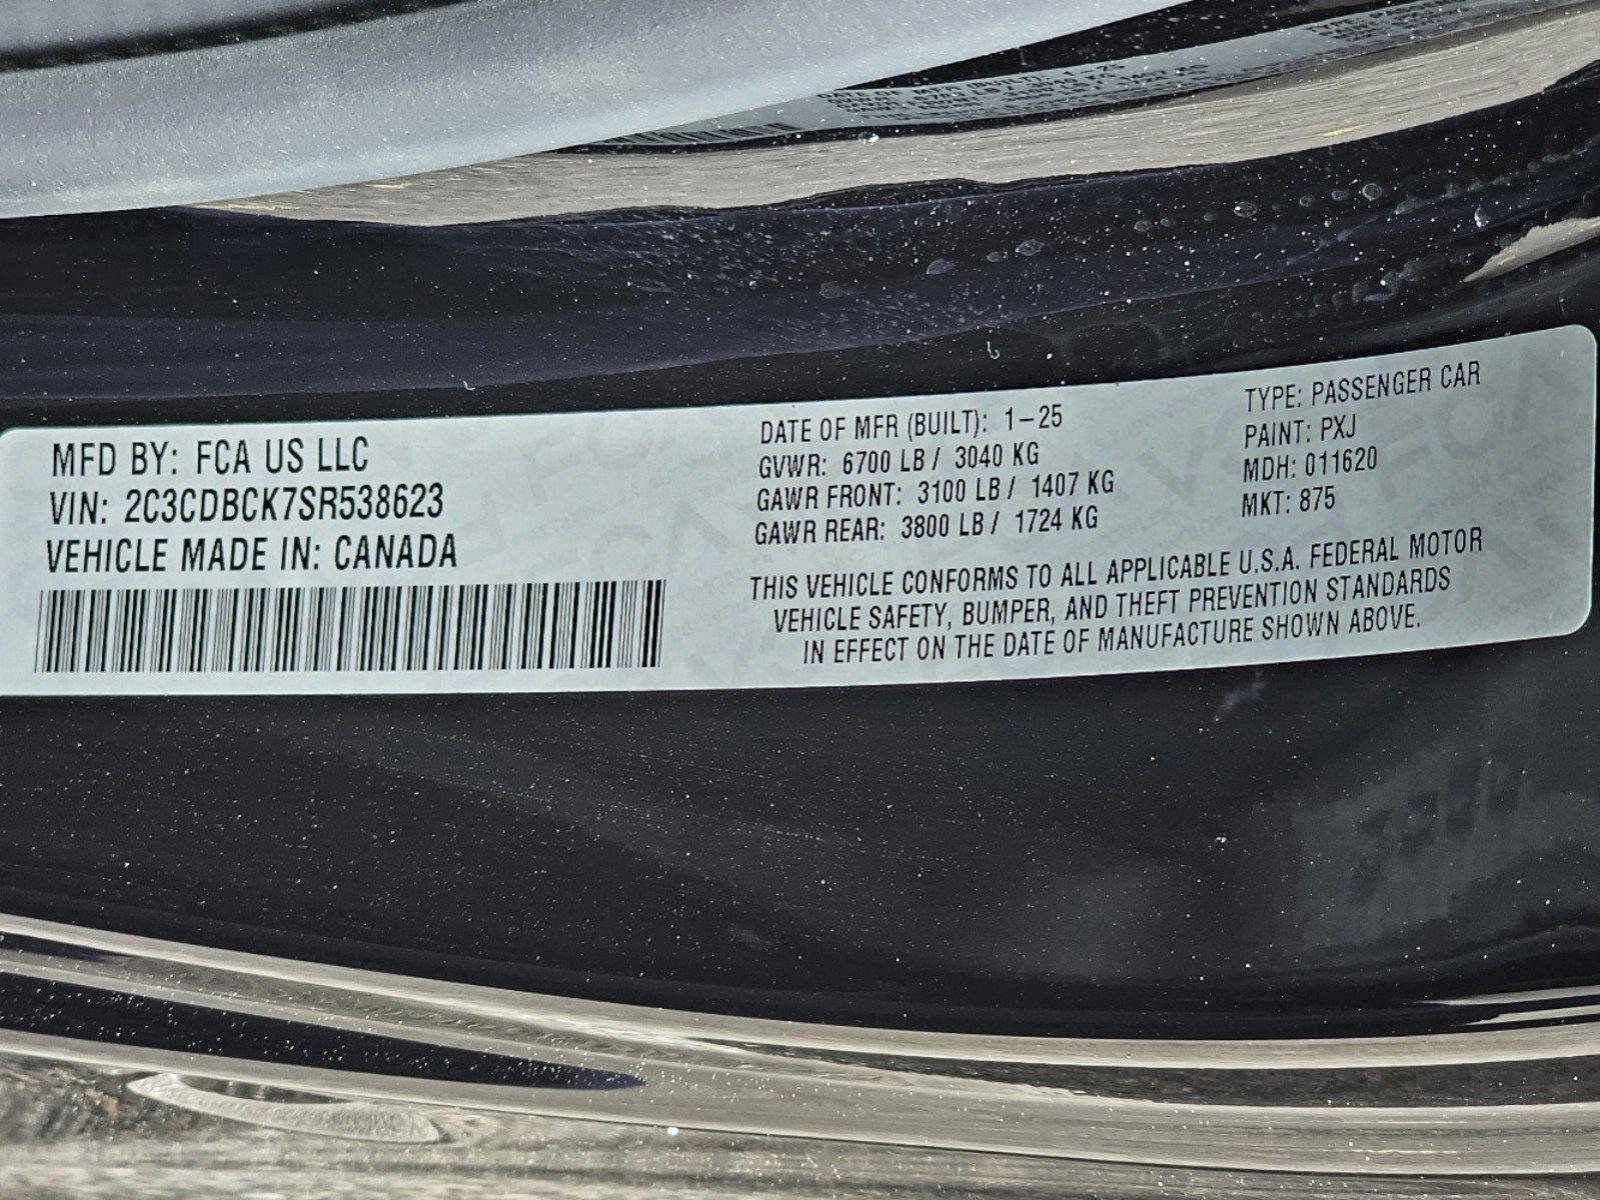 MFD BY: FCA US LLC
VIN: 2C3CDBCK7SR538623
VEHICLE MADE IN: CANADA
DATE OF MFR (BUILT): 1-25
GVWR: 6700 LB / 3040 KG
GAWR FRONT: 3100 LB / 1407 KG
GAWR REAR: 3800 LB / 1724 KG
TYPE: PASSENGER CAR
PAINT: PXJ
MDH: 011620
MKT: 875
THIS VEHICLE CONFORMS TO ALL APPLICABLE U.S.A. FEDERAL MOTOR
VEHICLE SAFETY, BUMPER, AND THEFT PREVENTION STANDARDS
IN EFFECT ON THE DATE OF MANUFACTURE SHOWN ABOVE.